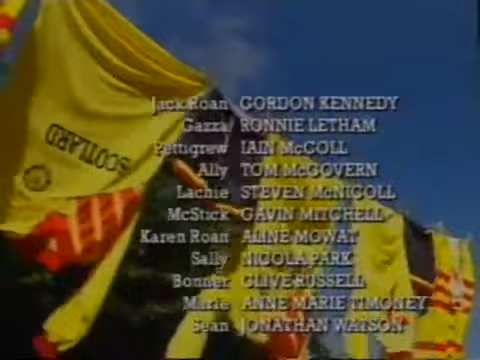 Jack Roan GORDON KENNEDY
Gazza RONNIE LETHAM
Pettigrew IAIN McCOLL
Ally TOM McGOVERN
Lachie STEVEN McNICOLL
McStick GAVIN MITCHELL
Karen Roan ALINE MOWAT
Sally NICOLA PARK
Bonner CLIVE RUSSELL
Marie ANNE MARIE TIMONEY
Sean JONATHAN WATSON
SCOTLARD